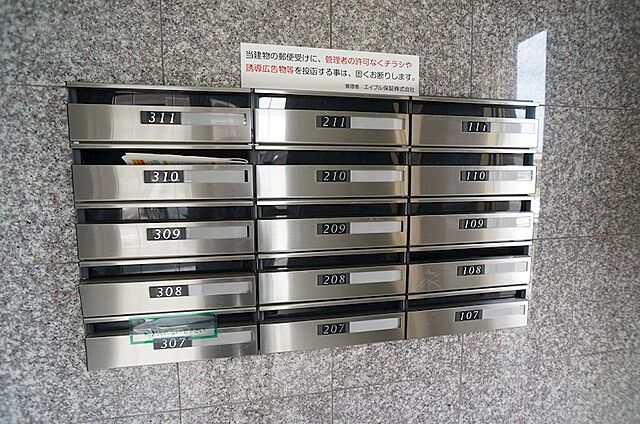 当建物の郵便受けに、管理者の許可なくチラシや
誘導広告物等を投函する事は、固くお断りします。
管理者 エイブル保証株式会社
311 211 111
310 210 110
309 209 109
308 208 108
307 207 107